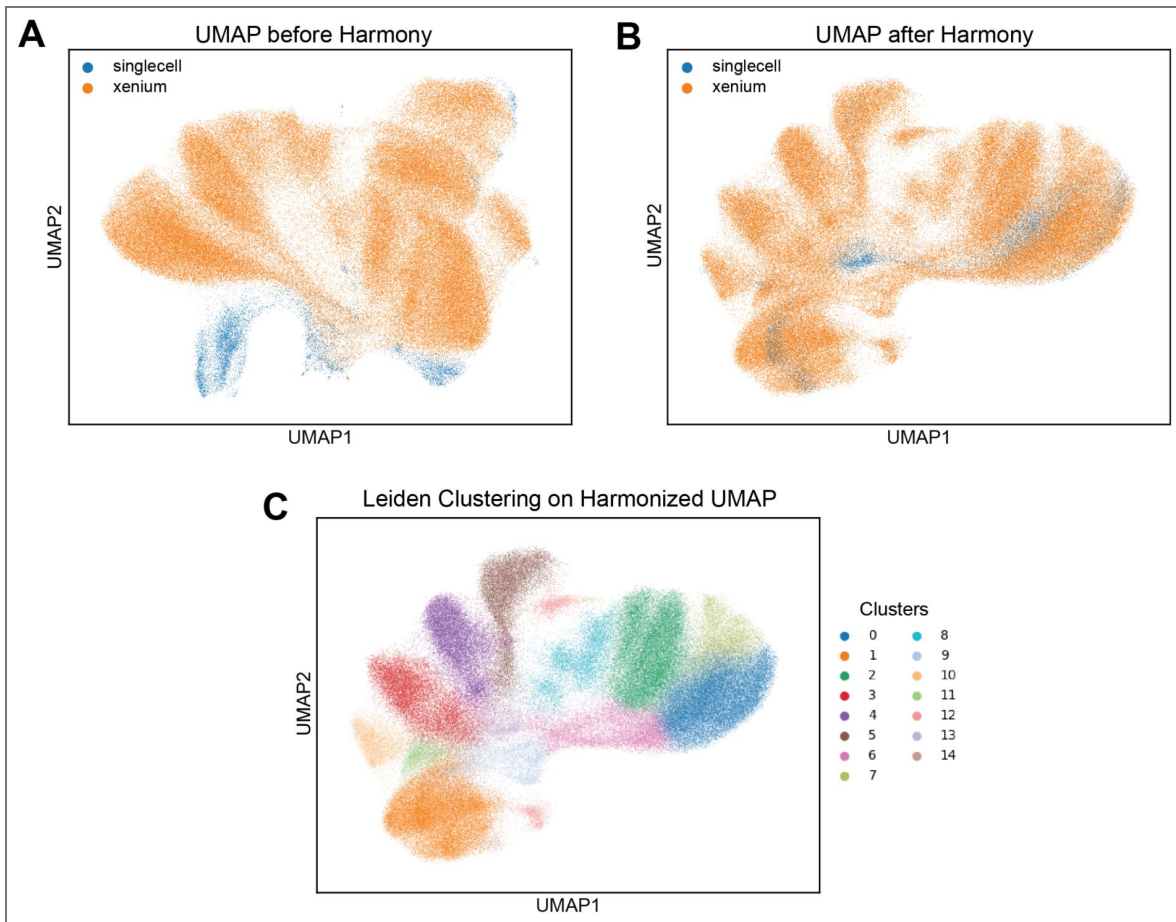 A
UMAP before Harmony
singlecell
xenium
UMAP2
UMAP1
B
UMAP after Harmony
singlecell
xenium
UMAP2
UMAP1
C
Leiden Clustering on Harmonized UMAP
UMAP2
UMAP1
Clusters
0 8
1 9
2 10
3 11
4 12
5 13
6 14
7